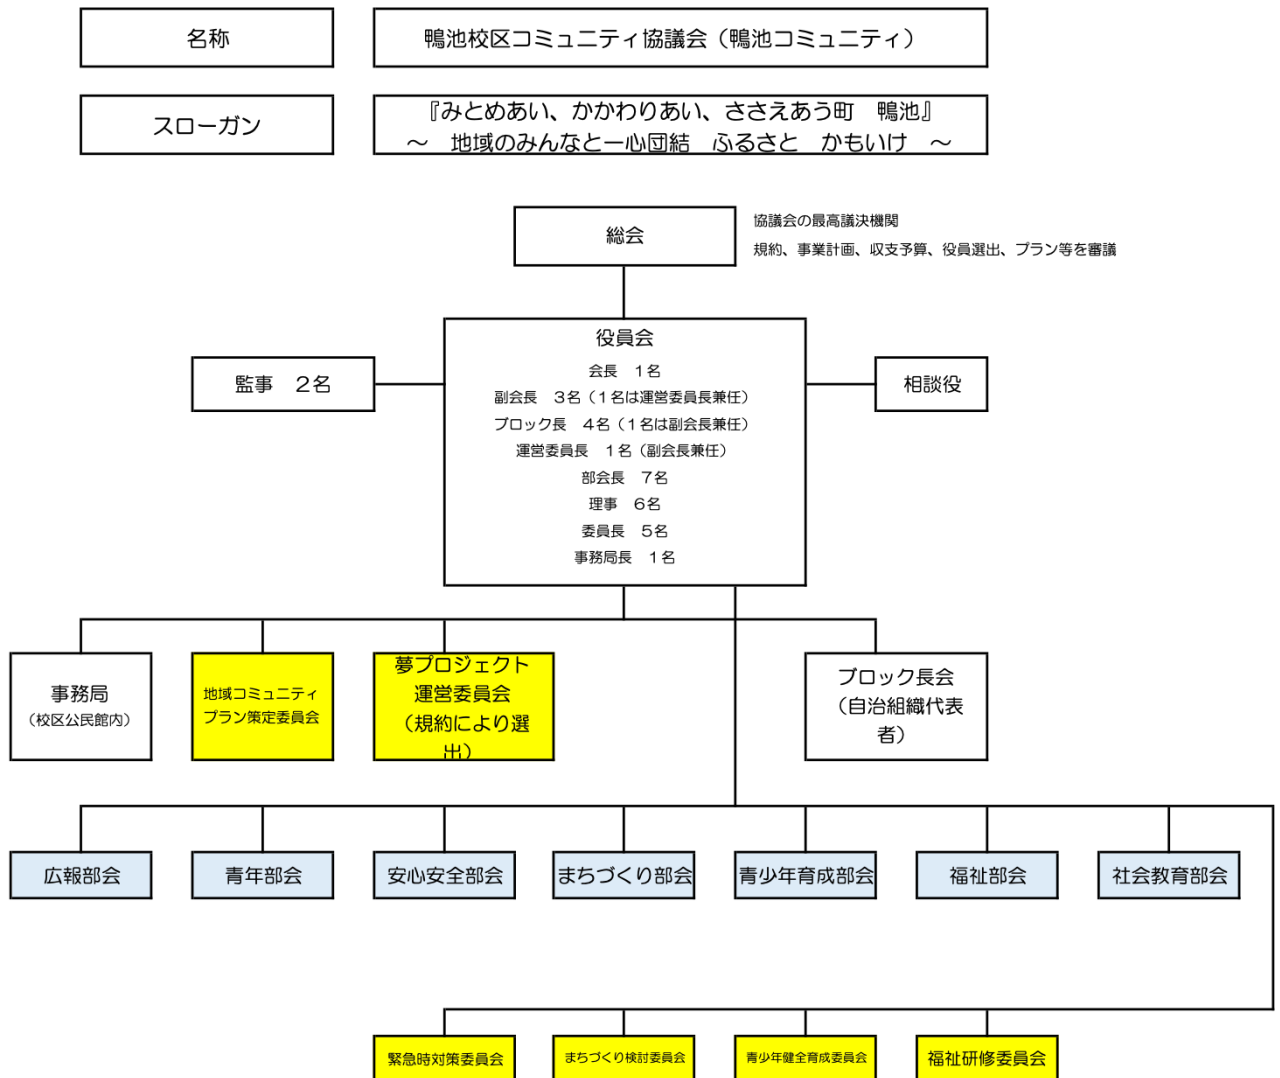 名称
鴨池校区コミュニティ協議会（鴨池コミュニティ）
スローガン
『みとめあい、かかわりあい、ささえあう町　鴨池』
～　地域のみんなと一心団結　ふるさと　かもいけ　～
総会
協議会の最高議決機関
規約、事業計画、収支予算、役員選出、プラン等を審議
役員会
会長　１名
副会長　３名（１名は運営委員長兼任）
ブロック長　４名（１名は副会長兼任）
運営委員長　１名（副会長兼任）
部会長　７名
理事　６名
委員長　５名
事務局長　１名
監事　２名
相談役
事務局
（校区公民館内）
地域コミュニティ
プラン策定委員会
夢プロジェクト
運営委員会
（規約により選
出）
ブロック長会
（自治組織代表
者）
広報部会
青年部会
安心安全部会
まちづくり部会
青少年育成部会
福祉部会
社会教育部会
緊急時対策委員会
まちづくり検討委員会
青少年健全育成委員会
福祉研修委員会